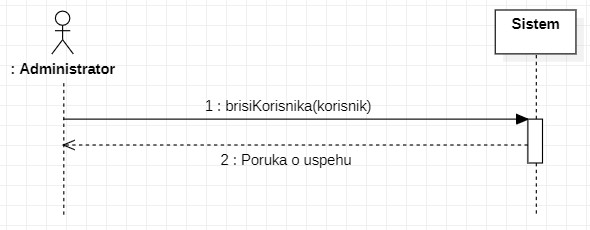 Sistem
: Administrator
1 : brisiKorisnika(korisnik)
2 : Poruka o uspehu